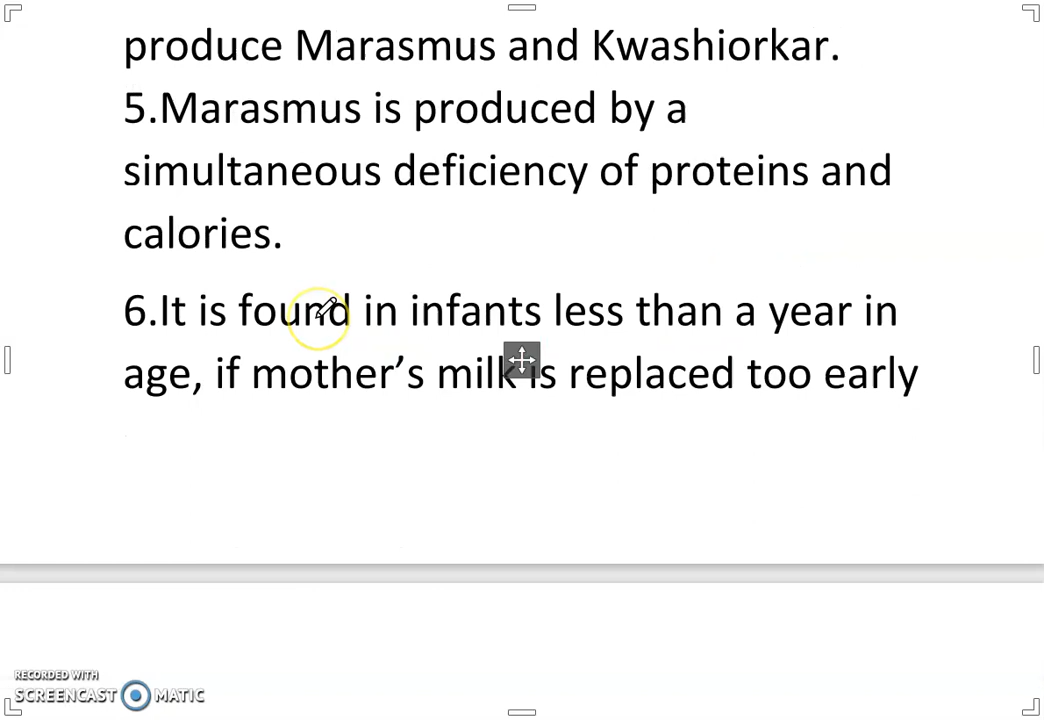 produce Marasmus and Kwashiorkar.
5.Marasmus is produced by a
simultaneous deficiency of proteins and
calories.
6.It is found in infants less than a year in
age, if mother’s milk is replaced too early
RECORDED WITH
SCREENCAST MATIC